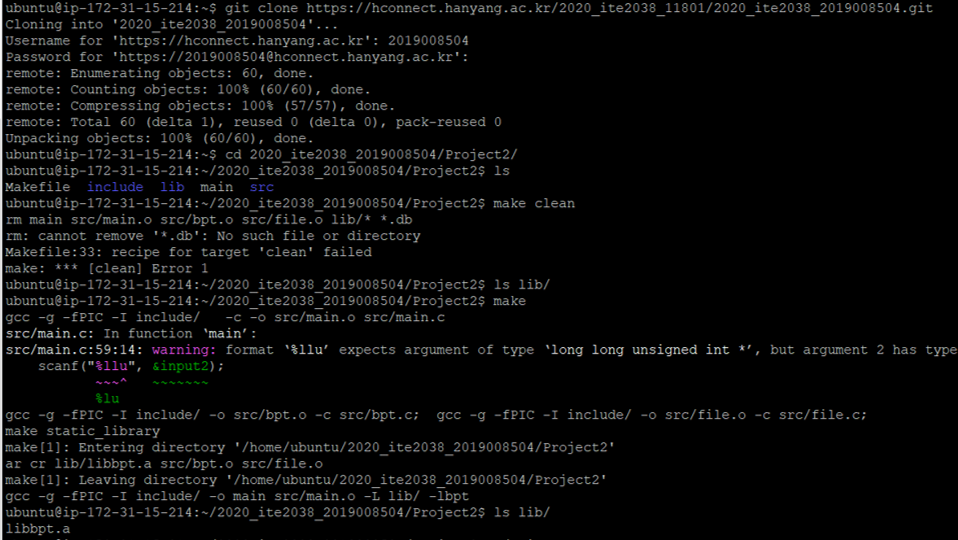 ubuntu@ip-172-31-15-214:~$ git clone https://hconnect.hanyang.ac.kr/2020_ite2038_11801/2020_ite2038_2019008504.git
Cloning into '2020_ite2038_2019008504'...
Username for 'https://hconnect.hanyang.ac.kr': 2019008504
Password for 'https://2019008504@hconnect.hanyang.ac.kr':
remote: Enumerating objects: 60, done.
remote: Counting objects: 100% (60/60), done.
remote: Compressing objects: 100% (57/57), done.
remote: Total 60 (delta 1), reused 0 (delta 0), pack-reused 0
Unpacking objects: 100% (60/60), done.
ubuntu@ip-172-31-15-214:~$ cd 2020_ite2038_2019008504/Project2/
ubuntu@ip-172-31-15-214:~/2020_ite2038_2019008504/Project2$ ls
Makefile  include  lib  main  src
ubuntu@ip-172-31-15-214:~/2020_ite2038_2019008504/Project2$ make clean
rm main src/main.o src/bpt.o src/file.o lib/* *.db
rm: cannot remove '*.db': No such file or directory
Makefile:33: recipe for target 'clean' failed
make: *** [clean] Error 1
ubuntu@ip-172-31-15-214:~/2020_ite2038_2019008504/Project2$ ls lib/
ubuntu@ip-172-31-15-214:~/2020_ite2038_2019008504/Project2$ make
gcc -g -fPIC -I include/   -c -o src/main.o src/main.c
src/main.c: In function ‘main’:
src/main.c:59:14: warning: format ‘%llu’ expects argument of type ‘long long unsigned int *’, but argument 2 has type
    scanf("%llu", &input2);
           ~~~^   ~~~~~~~
           %lu
gcc -g -fPIC -I include/ -o src/bpt.o -c src/bpt.c;  gcc -g -fPIC -I include/ -o src/file.o -c src/file.c;
make static_library
make[1]: Entering directory '/home/ubuntu/2020_ite2038_2019008504/Project2'
ar cr lib/libbpt.a src/bpt.o src/file.o
make[1]: Leaving directory '/home/ubuntu/2020_ite2038_2019008504/Project2'
gcc -g -fPIC -I include/ -o main src/main.o -L lib/ -lbpt
ubuntu@ip-172-31-15-214:~/2020_ite2038_2019008504/Project2$ ls lib/
libbpt.a